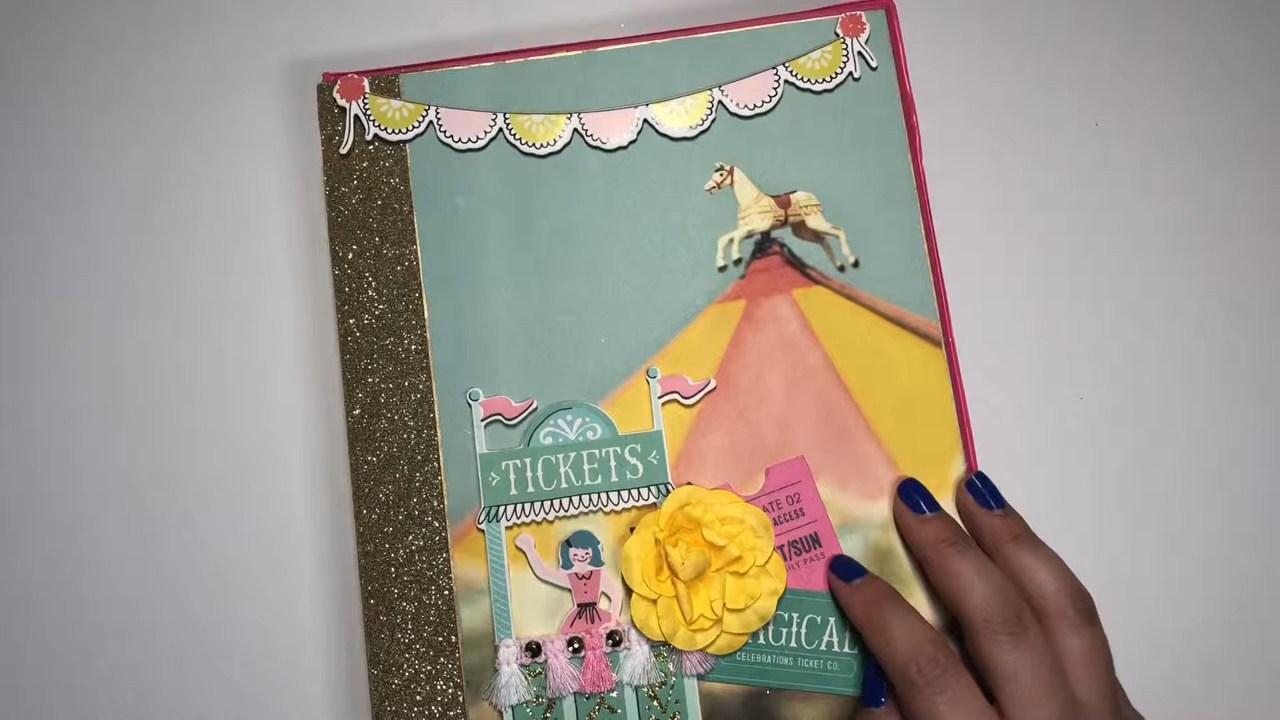 TICKETS
ATE 02
ACCESS
T/SUN
ILY PASS
AGICAL
CELEBRATIONS TICKET CO.